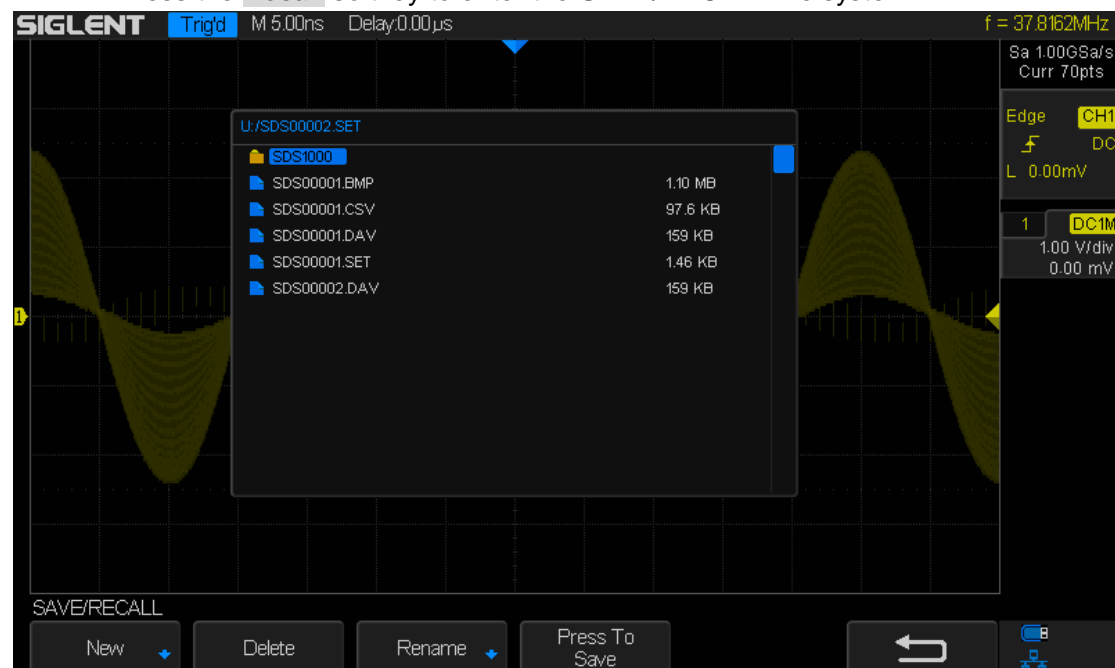 SIGLENT Trig'd M 5.00ns Delay:0.00µs f = 37.8162MHz
Sa 1.00GSa/s
Curr 70pts
Edge CH1
DC
L 0.00mV
1 DC1M
1.00 V/div
0.00 mV
U:/SDS00002.SET
SDS1000
SDS00001.BMP 1.10 MB
SDS00001.CSV 97.6 KB
SDS00001.DAV 159 KB
SDS00001.SET 1.46 KB
SDS00002.DAV 159 KB
1
SAVE/RECALL
New Delete Rename Press To Save